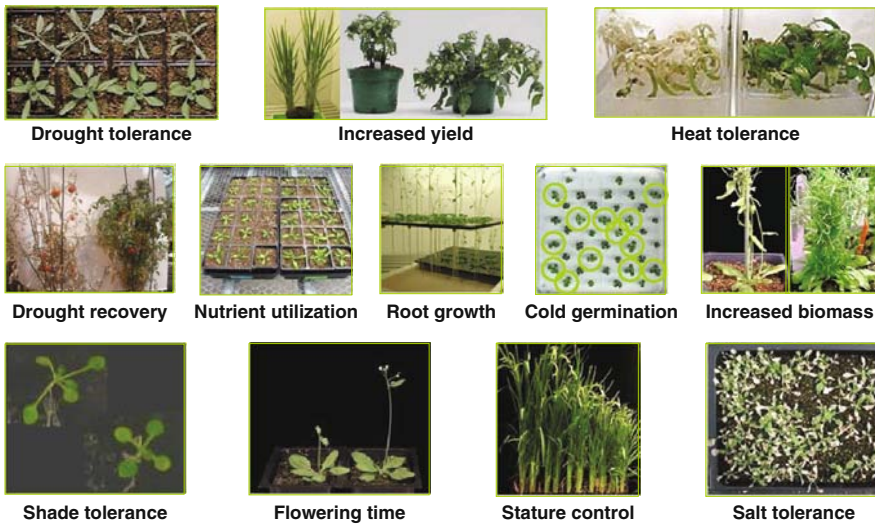 Drought tolerance
Increased yield
Heat tolerance
Drought recovery
Nutrient utilization
Root growth
Cold germination
Increased biomass
Shade tolerance
Flowering time
Stature control
Salt tolerance